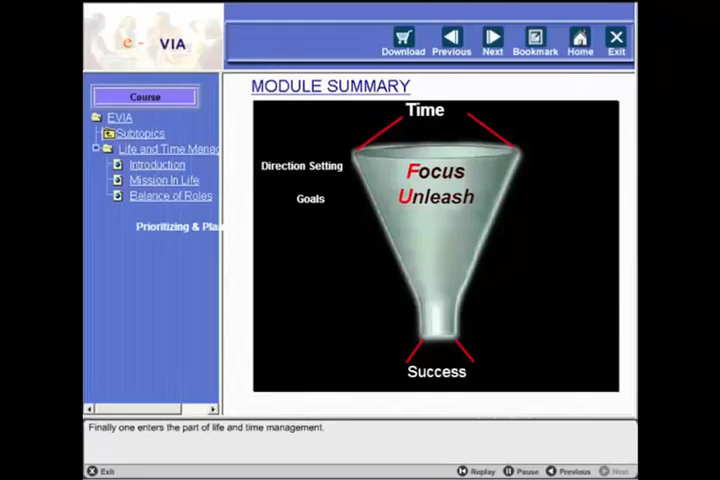 e - VIA
Download Previous Next Bookmark Home Exit
Course
EVIA
Subtopics
Life and Time Manag
Introduction
Mission In Life
Balance of Roles
Prioritizing & Pla
MODULE SUMMARY
Time
Direction Setting
Goals
Focus
Unleash
Success
Finally one enters the part of life and time management.
Exit
Replay Pause Previous Next